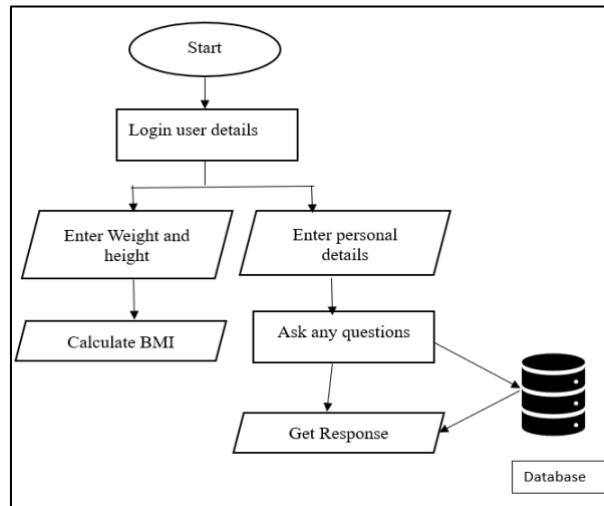 Start
Login user details
Enter Weight and
height
Enter personal
details
Calculate BMI
Ask any questions
Get Response
Database